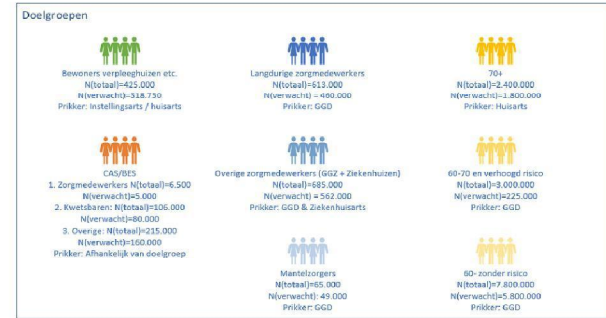 Doelgroepen
Bewoners verpleeghuizen etc.
N(totaal)=425.000
N(verwacht)=318.750
Prikker: Instellingsarts / huisarts
Langdurige zorgmedewerkers
N(totaal)=613.000
N(verwacht) = 460.000
Prikker: GGD
70+
N(totaal)=2.400.000
N(verwacht)=1.800.000
Prikker: Huisarts
CAS/BES
1. Zorgmedewerkers N(totaal)=6.500
N(verwacht)=5.000
2. Kwetsbaren: N(totaal)=106.000
N(verwacht)=80.000
3. Overige: N(totaal)=215.000
N(verwacht)=160.000
Prikker: Afhankelijk van doelgroep
Overige zorgmedewerkers (GGZ + Ziekenhuizen)
N(totaal)=685.000
N(verwacht) = 562.000
Prikker: GGD & Ziekenhuisarts
60-70 en verhoogd risico
N(totaal)=3.000.000
N(verwacht)=225.000
Prikker: GGD
Mantelzorgers
N(totaal)=65.000
N(verwacht): 49.000
Prikker: GGD
60- zonder risico
N(totaal)=7.800.000
N(verwacht)=5.800.000
Prikker: GGD